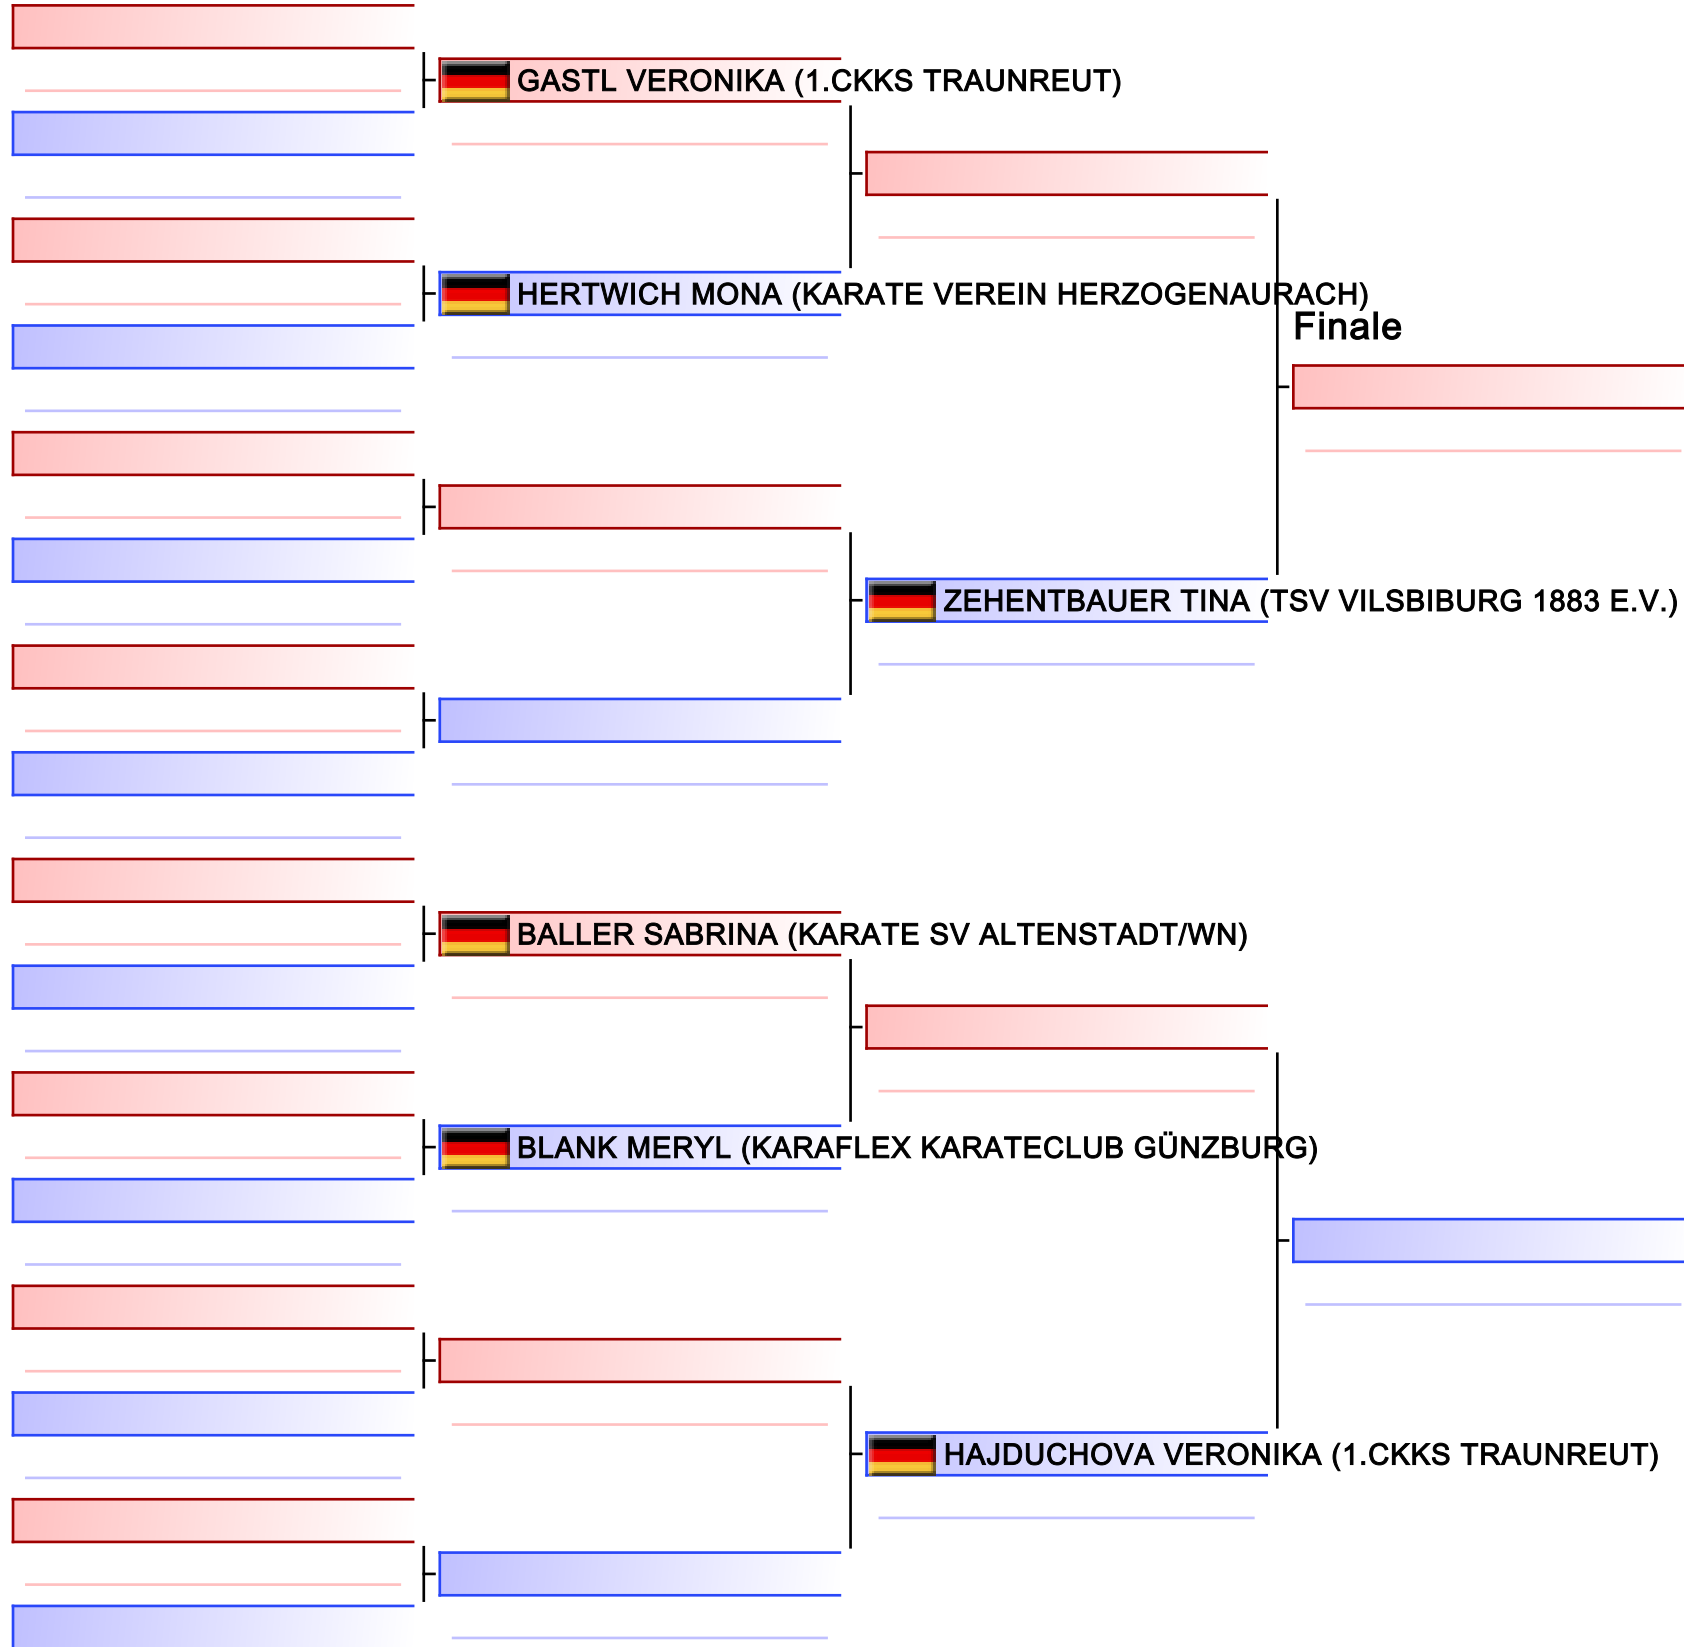 GASTL VERONIKA (1.CKKS TRAUNREUT)
HERTWICH MONA (KARATE VEREIN HERZOGENAURACH)
Finale
ZEHENTBAUER TINA (TSV VILSBIBURG 1883 E.V.)
BALLER SABRINA (KARATE SV ALTENSTADT/WN)
BLANK MERYL (KARAFLEX KARATECLUB GÜNZBURG)
HAJDUCHOVA VERONIKA (1.CKKS TRAUNREUT)